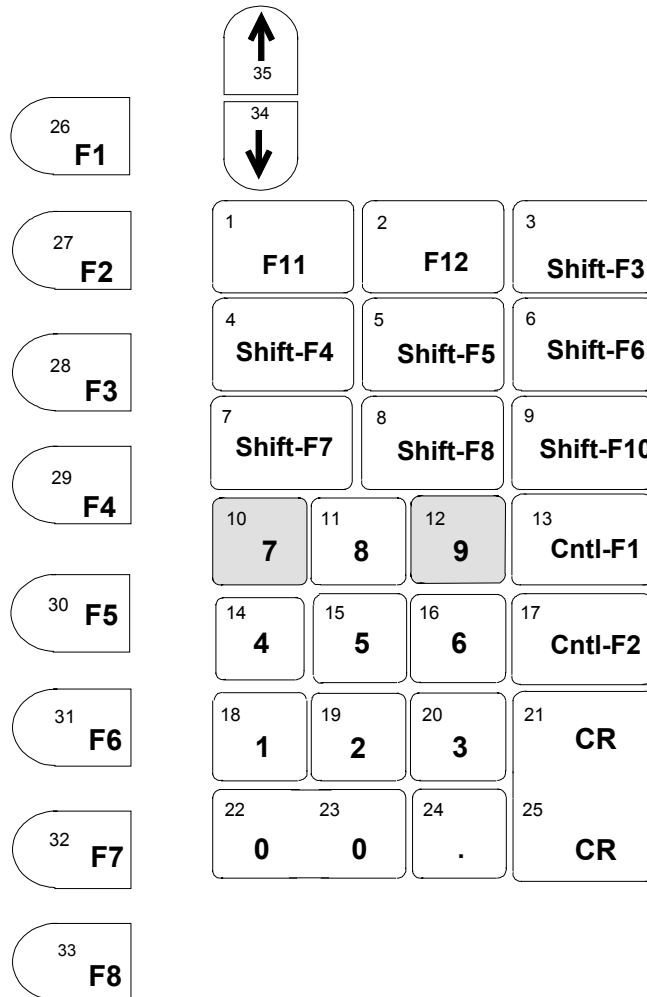 35
34
26
F1
27
F2
28
F3
29
F4
30 F5
31
F6
32
F7
33
F8
1 2 3
F11 F12 Shift-F3
4 5 6
Shift-F4 Shift-F5 Shift-F6
7 8 9
Shift-F7 Shift-F8 Shift-F10
10 11 12 13
7 8 9 Cntl-F1
14 15 16 17
4 5 6 Cntl-F2
18 19 20 21
1 2 3 CR
22 23 24 25
0 0 . CR